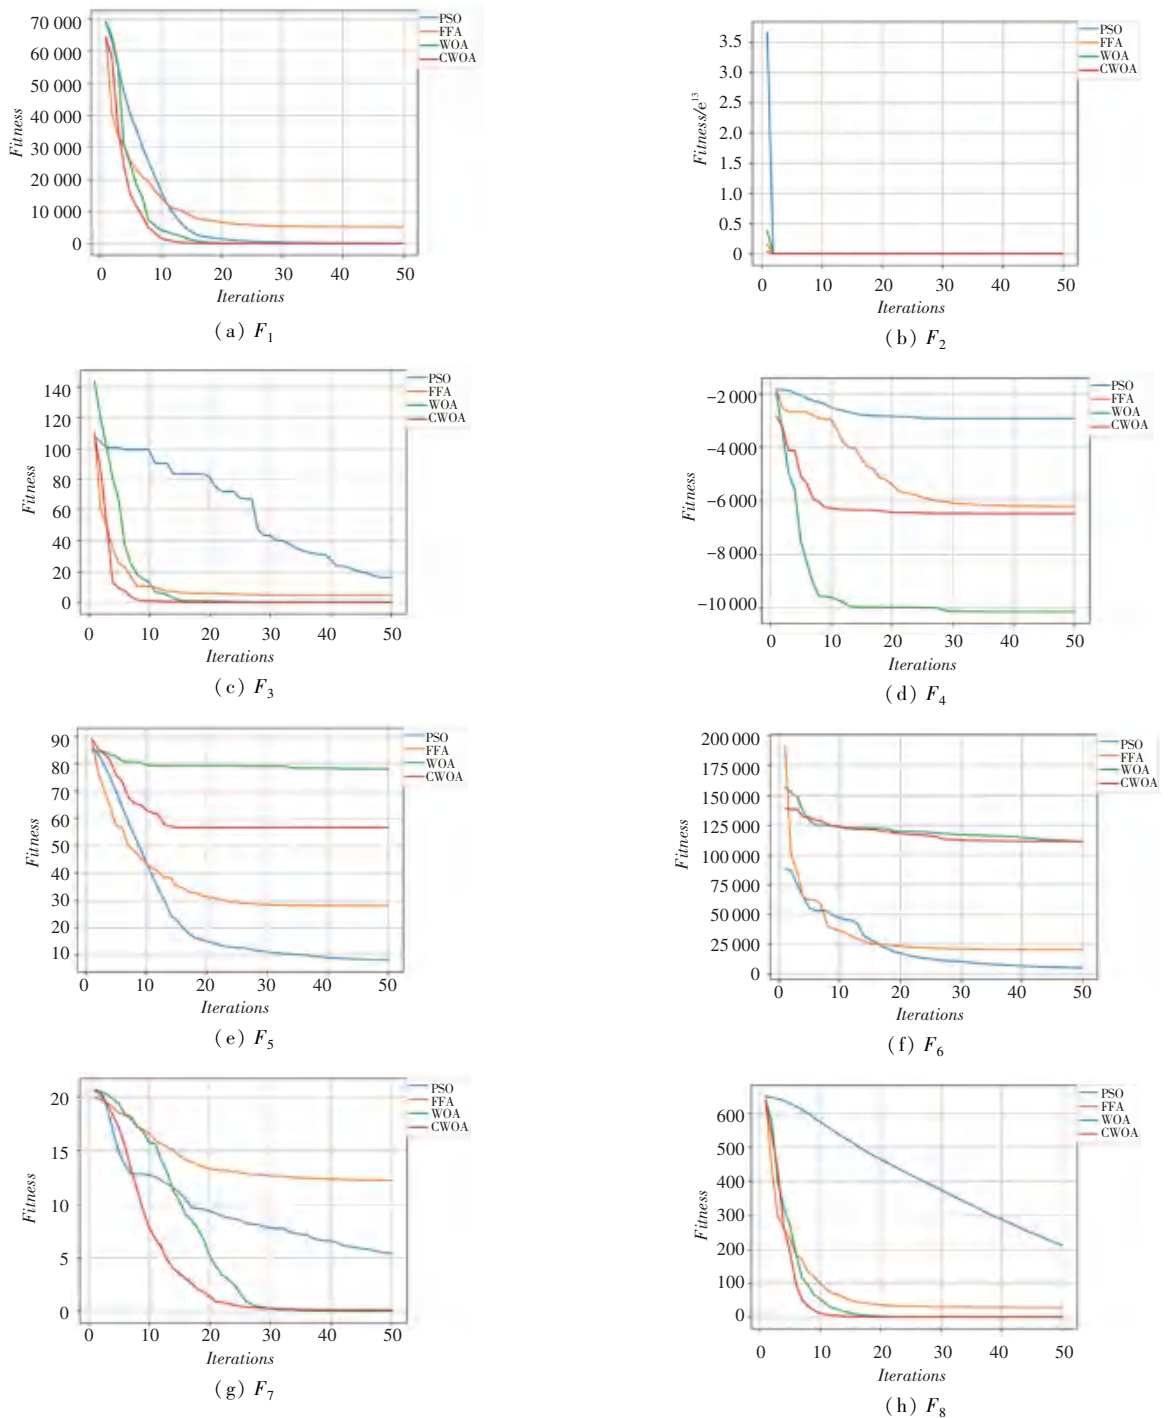 70 000
60 000
50 000
40 000
30 000
20 000
10 000
0
Fitness
0 10 20 30 40 50
Iterations
PSO
FFA
WOA
CWOA
(a) F1
3.5
3.0
2.5
2.0
1.5
1.0
0.5
0
Fitness/e13
0 10 20 30 40 50
Iterations
PSO
FFA
WOA
CWOA
(b) F2
140
120
100
80
60
40
20
0
Fitness
0 10 20 30 40 50
Iterations
PSO
FFA
WOA
CWOA
(c) F3
−2 000
−4 000
−6 000
−8 000
−10 000
Fitness
0 10 20 30 40 50
Iterations
PSO
FFA
WOA
CWOA
(d) F4
90
80
70
60
50
40
30
20
10
Fitness
0 10 20 30 40 50
Iterations
PSO
FFA
WOA
CWOA
(e) F5
200 000
175 000
150 000
125 000
100 000
75 000
50 000
25 000
0
Fitness
0 10 20 30 40 50
Iterations
PSO
FFA
WOA
CWOA
(f) F6
20
15
10
5
0
Fitness
0 10 20 30 40 50
Iterations
PSO
FFA
WOA
CWOA
(g) F7
600
500
400
300
200
100
0
Fitness
0 10 20 30 40 50
Iterations
PSO
FFA
WOA
CWOA
(h) F8